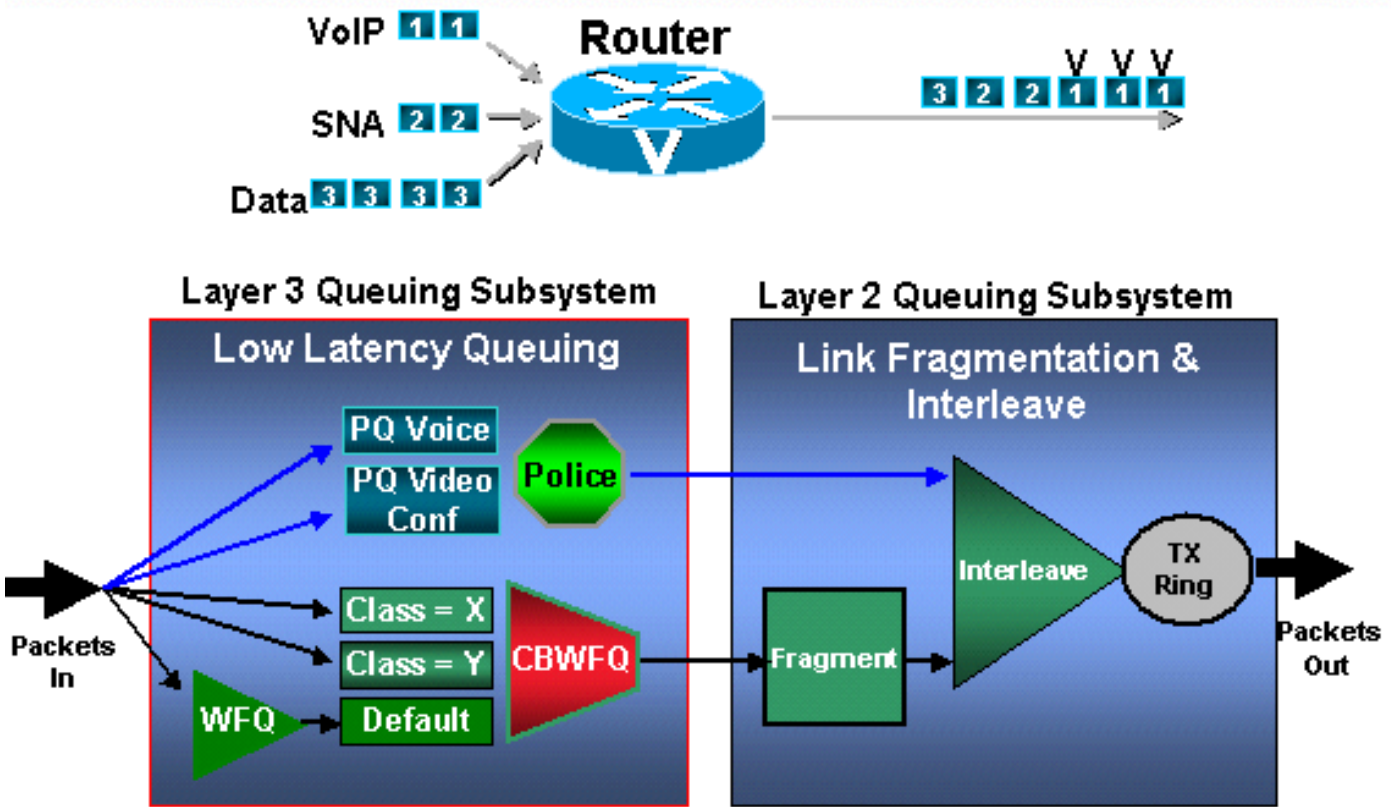 VoIP 1 1
Router
V V V
3 2 2 1 1 1
SNA 2 2
V
Data 3 3 3 3
Layer 3 Queuing Subsystem
Layer 2 Queuing Subsystem
Low Latency Queuing
Link Fragmentation &
Interleave
PQ Voice
PQ Video
Conf
Police
Interleave
TX
Ring
Packets
In
Class = X
Class = Y
CBWFQ
Fragment
Packets
Out
WFQ
Default